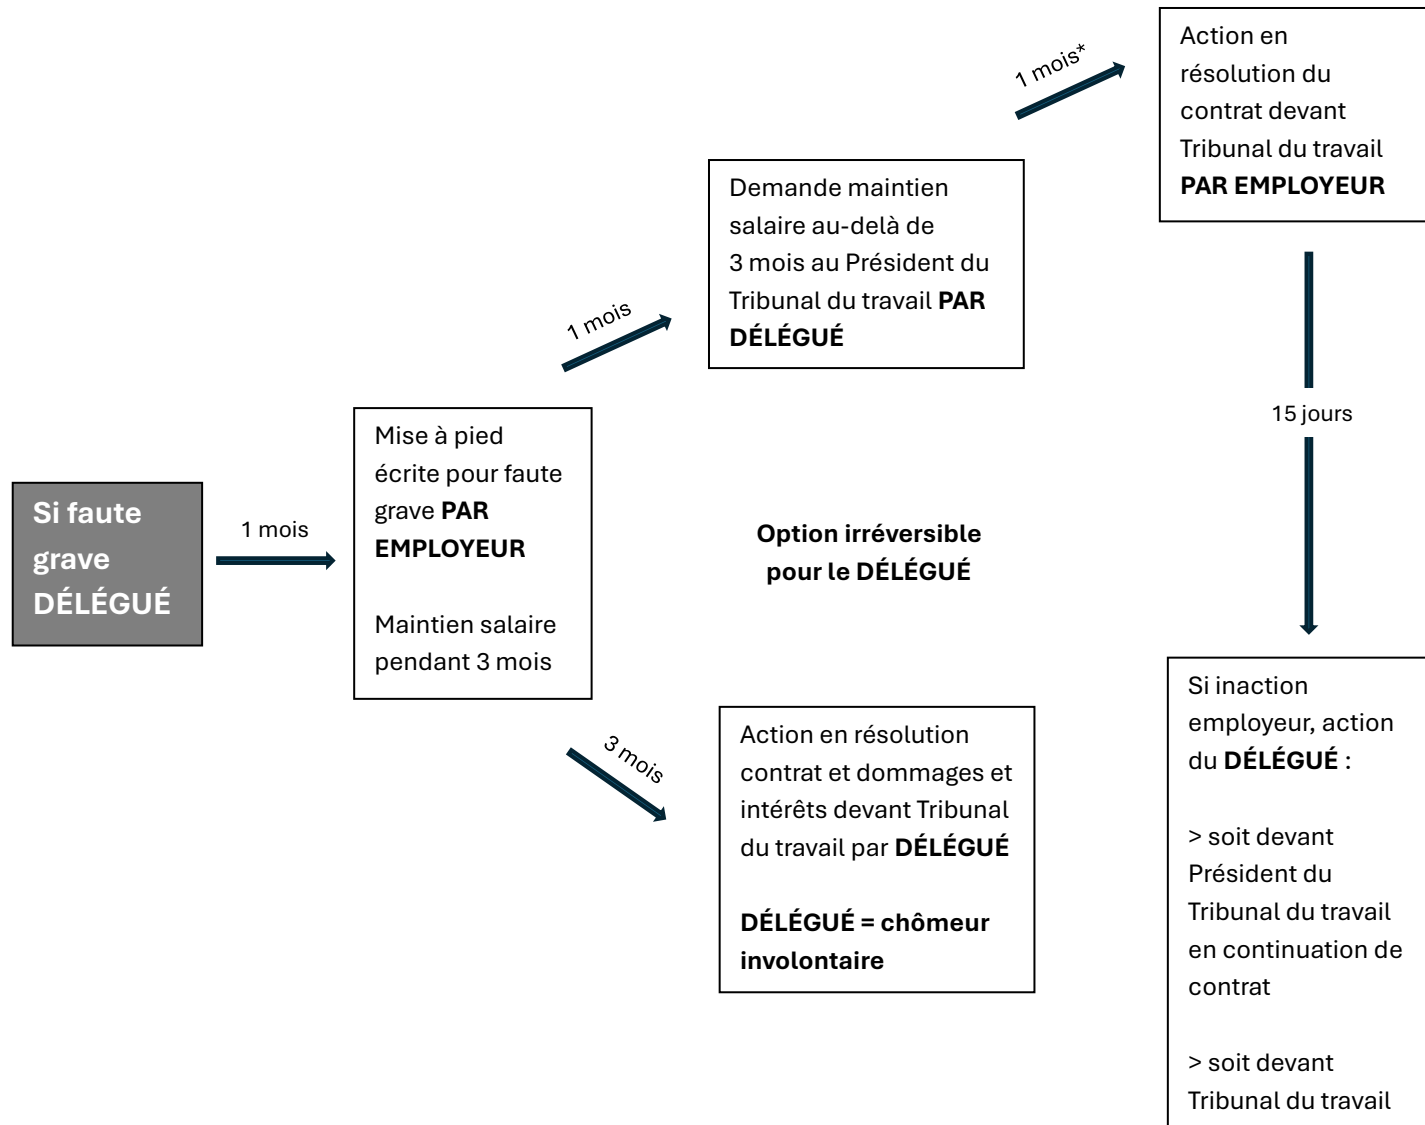 Si faute
grave
DÉLÉGUÉ
1 mois
Mise à pied
écrite pour faute
grave PAR
EMPLOYEUR
Maintien salaire
pendant 3 mois
1 mois
Demande maintien
salaire au-delà de
3 mois au Président du
Tribunal du travail PAR
DÉLÉGUÉ
1 mois*
Action en
résolution du
contrat devant
Tribunal du travail
PAR EMPLOYEUR
15 jours
Option irréversible
pour le DÉLÉGUÉ
3 mois
Action en résolution
contrat et dommages et
intérêts devant Tribunal
du travail par DÉLÉGUÉ
DÉLÉGUÉ = chômeur
involontaire
Si inaction
employeur, action
du DÉLÉGUÉ :
> soit devant
Président du
Tribunal du travail
en continuation de
contrat
> soit devant
Tribunal du travail